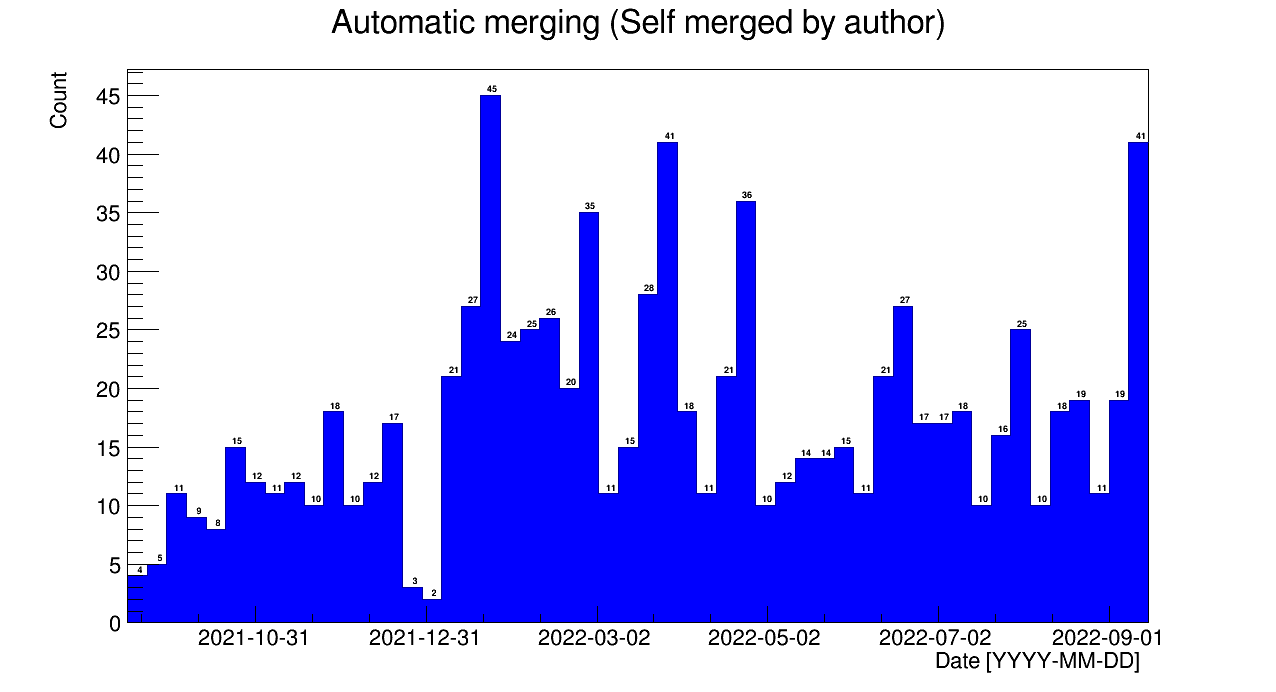 Automatic merging (Self merged by author)
Count
45
40
35
30
25
20
15
10
5
0
4 5 11 9 8 15 12 11 12 10 18 10 12 17 3 2 21 27 45 24 25 26 20 35 11 15 28 41 18 11 21 36 10 12 14 14 15 11 21 27 17 17 18 10 16 25 10 18 19 11 19 41
2021-10-31 2021-12-31 2022-03-02 2022-05-02 2022-07-02 2022-09-01
Date [YYYY-MM-DD]